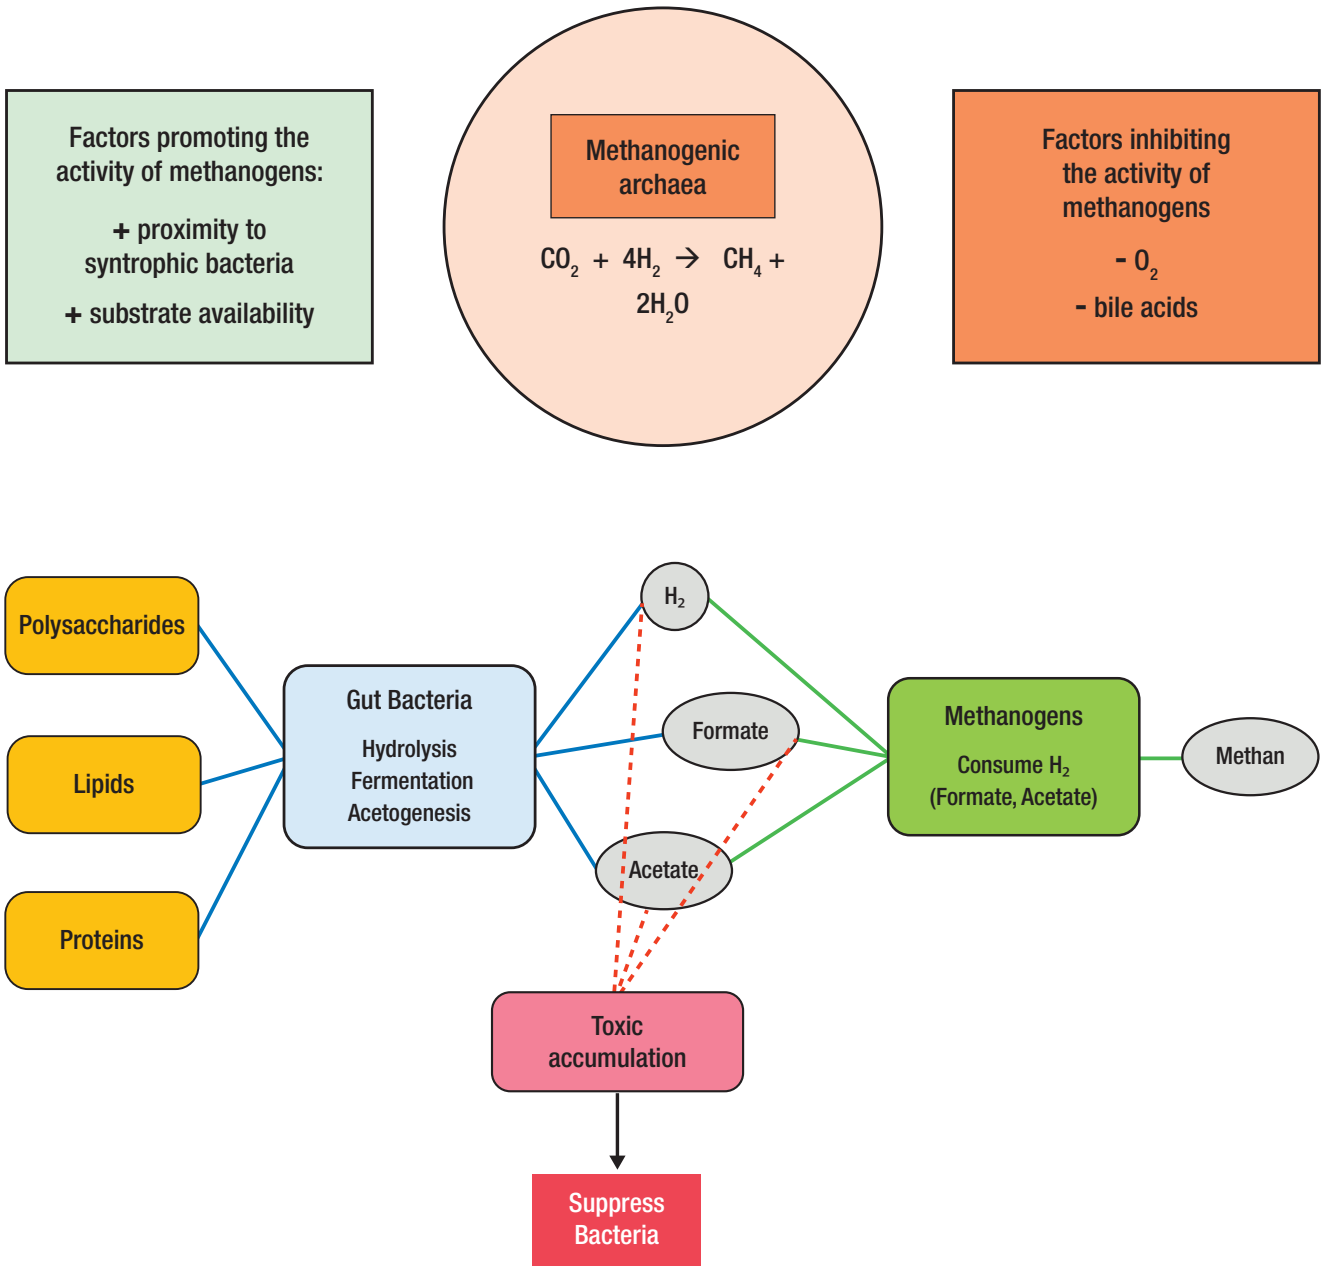 Factors promoting the
activity of methanogens:
+ proximity to
syntrophic bacteria
+ substrate availability
Methanogenic
archaea
CO₂ + 4H₂ → CH₄ +
2H₂O
Factors inhibiting
the activity of
methanogens
- O₂
- bile acids
Polysaccharides
Lipids
Proteins
Gut Bacteria
Hydrolysis
Fermentation
Acetogenesis
H₂
Formate
Acetate
Methanogens
Consume H₂
(Formate, Acetate)
Methan
Toxic
accumulation
Suppress
Bacteria